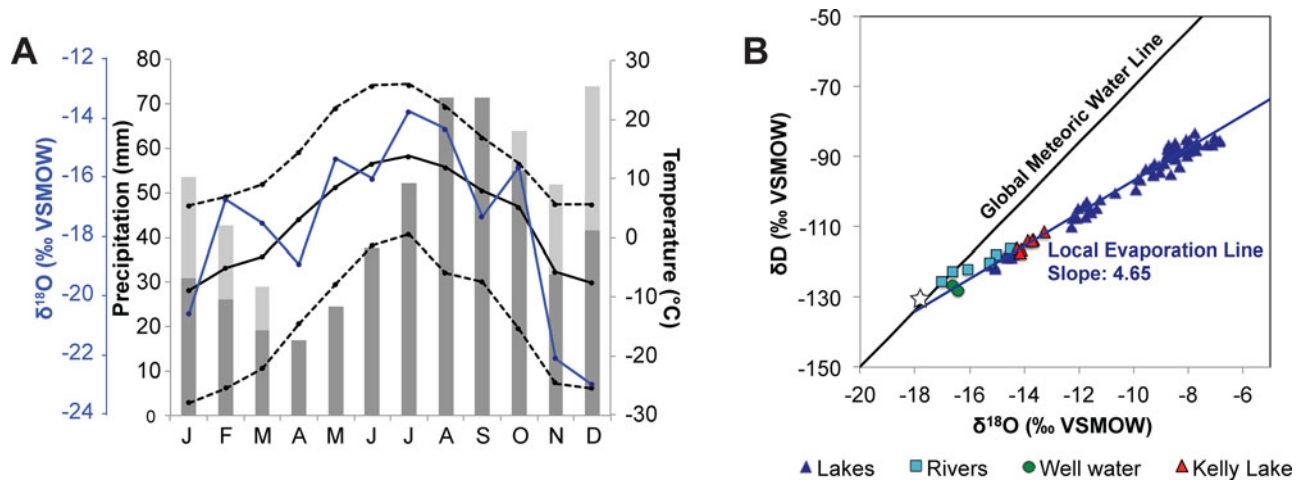 A
δ¹⁸O (‰ VSMOW)
-12
-14
-16
-18
-20
-22
-24
Precipitation (mm)
80
70
60
50
40
30
20
10
0
J F M A M J J A S O N D
30
20
10
0
-10
-20
-30
Temperature (°C)
B
δD (‰ VSMOW)
-50
-70
-90
-110
-130
-150
Global Meteoric Water Line
Local Evaporation Line
Slope: 4.65
-20 -18 -16 -14 -12 -10 -8 -6
δ¹⁸O (‰ VSMOW)
Lakes Rivers Well water Kelly Lake